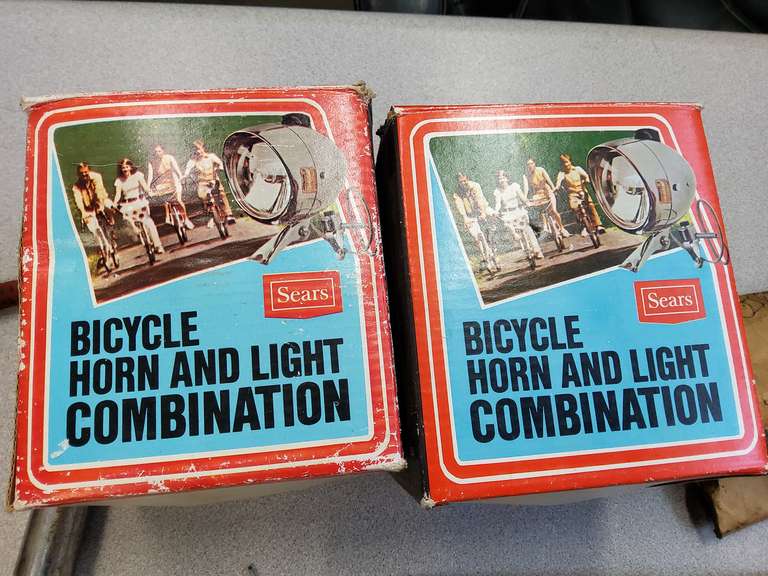 Sears
BICYCLE
HORN AND LIGHT
COMBINATION
Sears
BICYCLE
HORN AND LIGHT
COMBINATION